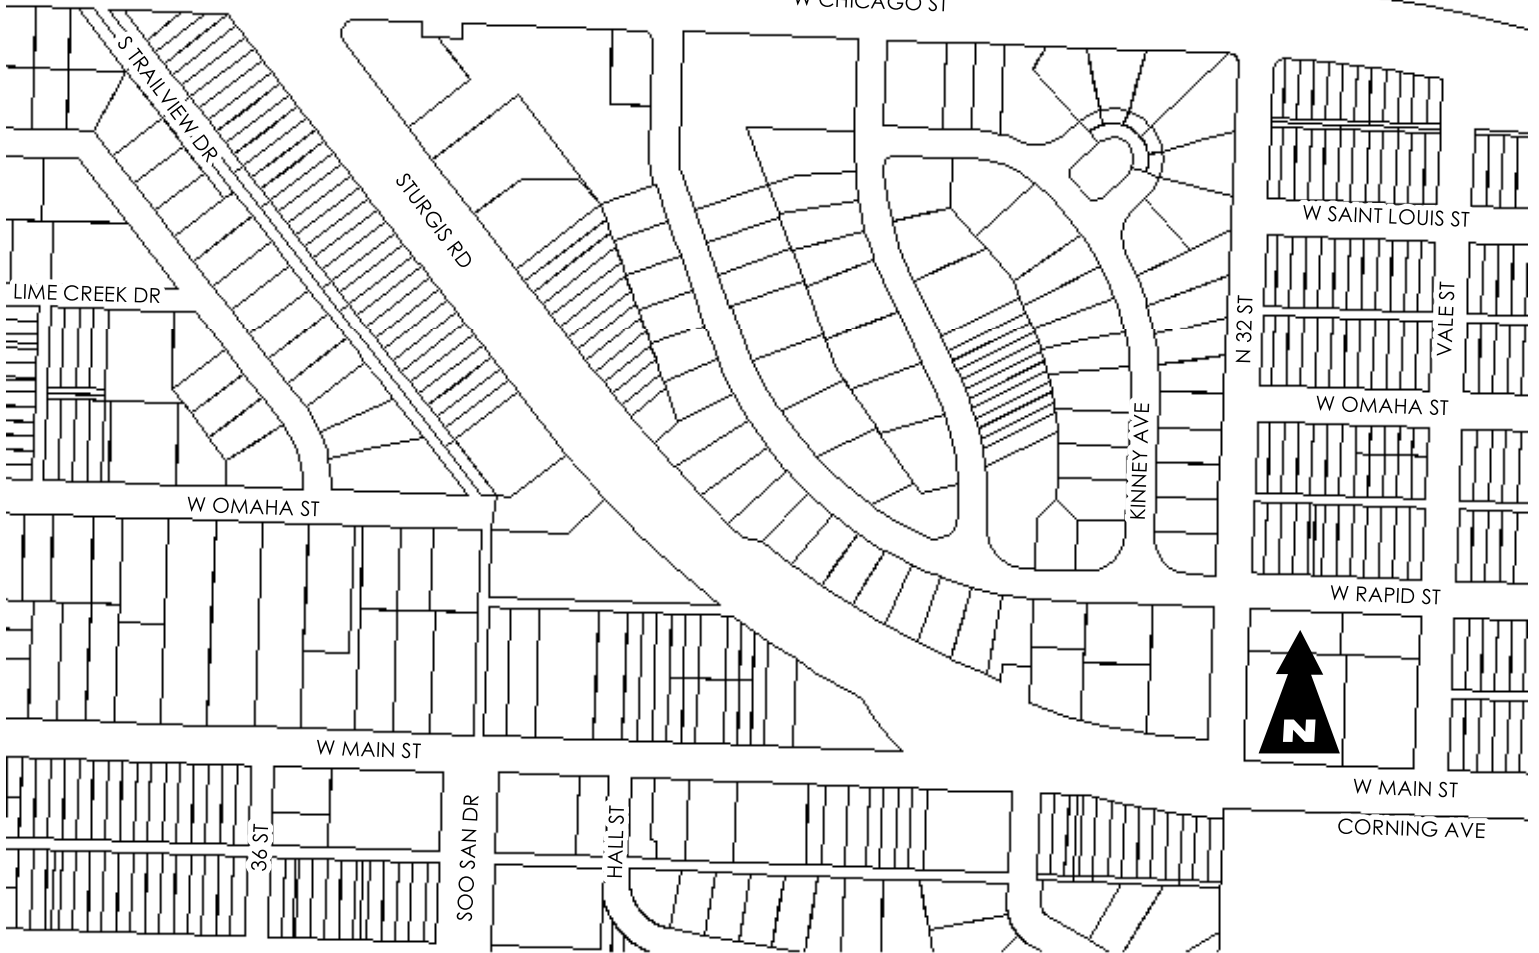 W CHICAGO ST
S TRAILVIEW DR
STURGIS RD
W SAINT LOUIS ST
LIME CREEK DR
N 32 ST
VALE ST
W OMAHA ST
KINNEY AVE
W OMAHA ST
W RAPID ST
N
W MAIN ST
W MAIN ST
CORNING AVE
36 ST
SOO SAN DR
HALL ST